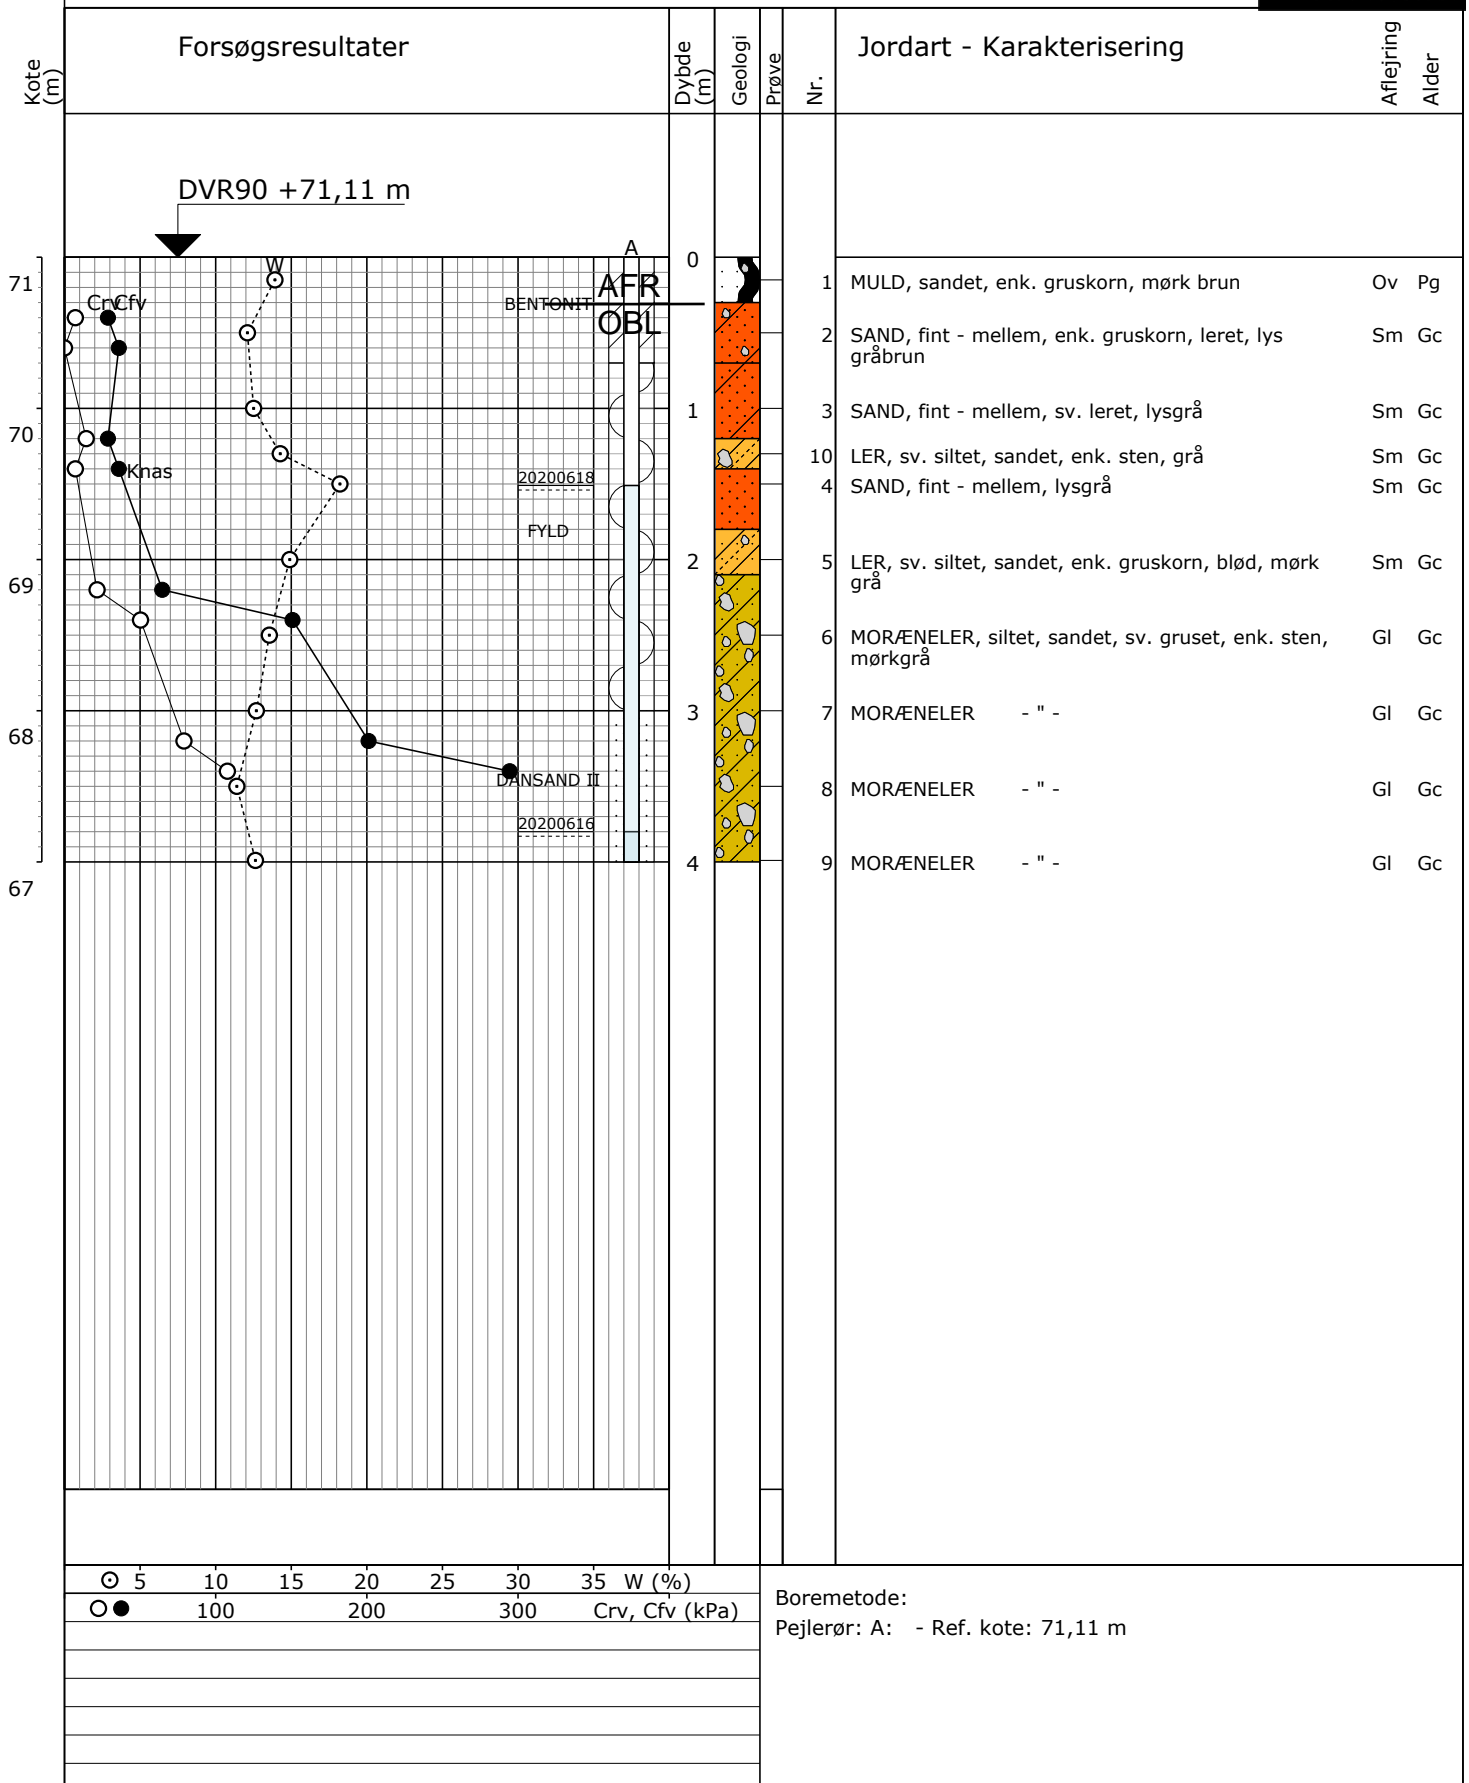 Forsøgsresultater
Kote (m)
Dybde (m)
Geologi
Prøve
Nr.
Jordart - Karakterisering
Aflejring
Alder
DVR90 +71,11 m
A
W
0
71
AFR
1 MULD, sandet, enk. gruskorn, mørk brun Ov Pg
Crv Cfv
BENTONIT
OBL
2 SAND, fint - mellem, enk. gruskorn, leret, lys
gråbrun
Sm Gc
1
3 SAND, fint - mellem, sv. leret, lysgrå Sm Gc
70
10 LER, sv. siltet, sandet, enk. sten, grå Sm Gc
Knas
20200618
4 SAND, fint - mellem, lysgrå Sm Gc
FYLD
2
5 LER, sv. siltet, sandet, enk. gruskorn, blød, mørk
grå
Sm Gc
69
6 MORÆNELER, siltet, sandet, sv. gruset, enk. sten,
mørkgrå
Gl Gc
3
7 MORÆNELER - " - Gl Gc
68
DANSAND II
8 MORÆNELER - " - Gl Gc
20200616
4
9 MORÆNELER - " - Gl Gc
67
5 10 15 20 25 30 35 W (%)
100 200 300 Crv, Cfv (kPa)
Boremetode:
Pejlerør: A: - Ref. kote: 71,11 m